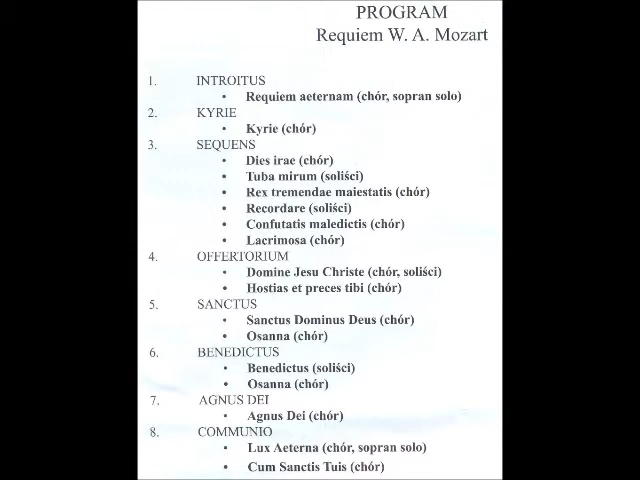 PROGRAM
Requiem W. A. Mozart
1. INTROITUS
• Requiem aeternam (chór, sopran solo)
2. KYRIE
• Kyrie (chór)
3. SEQUENS
• Dies irae (chór)
• Tuba mirum (soliści)
• Rex tremendae maiestatis (chór)
• Recordare (soliści)
• Confutatis maledictis (chór)
• Lacrimosa (chór)
4. OFFERTORIUM
• Domine Jesu Christe (chór, soliści)
• Hostias et preces tibi (chór)
5. SANCTUS
• Sanctus Dominus Deus (chór)
• Osanna (chór)
6. BENEDICTUS
• Benedictus (soliści)
• Osanna (chór)
7. AGNUS DEI
• Agnus Dei (chór)
8. COMMUNIO
• Lux Aeterna (chór, sopran solo)
• Cum Sanctis Tuis (chór)